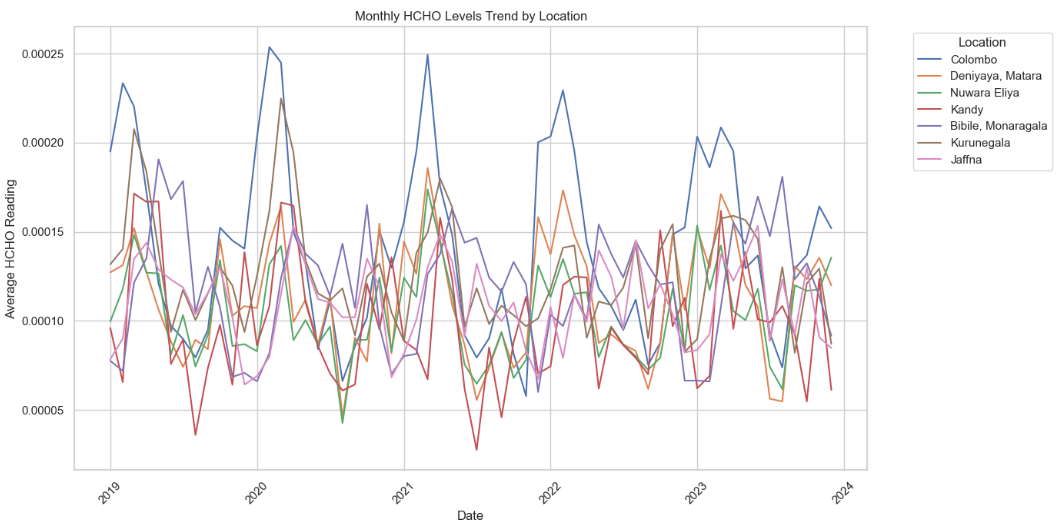 Monthly HCHO Levels Trend by Location
Location
Colombo
Deniyaya, Matara
Nuwara Eliya
Kandy
Bibile, Monaragala
Kurunegala
Jaffna
Average HCHO Reading
0.00025
0.00020
0.00015
0.00010
0.00005
2019
2020
2021
2022
2023
2024
Date